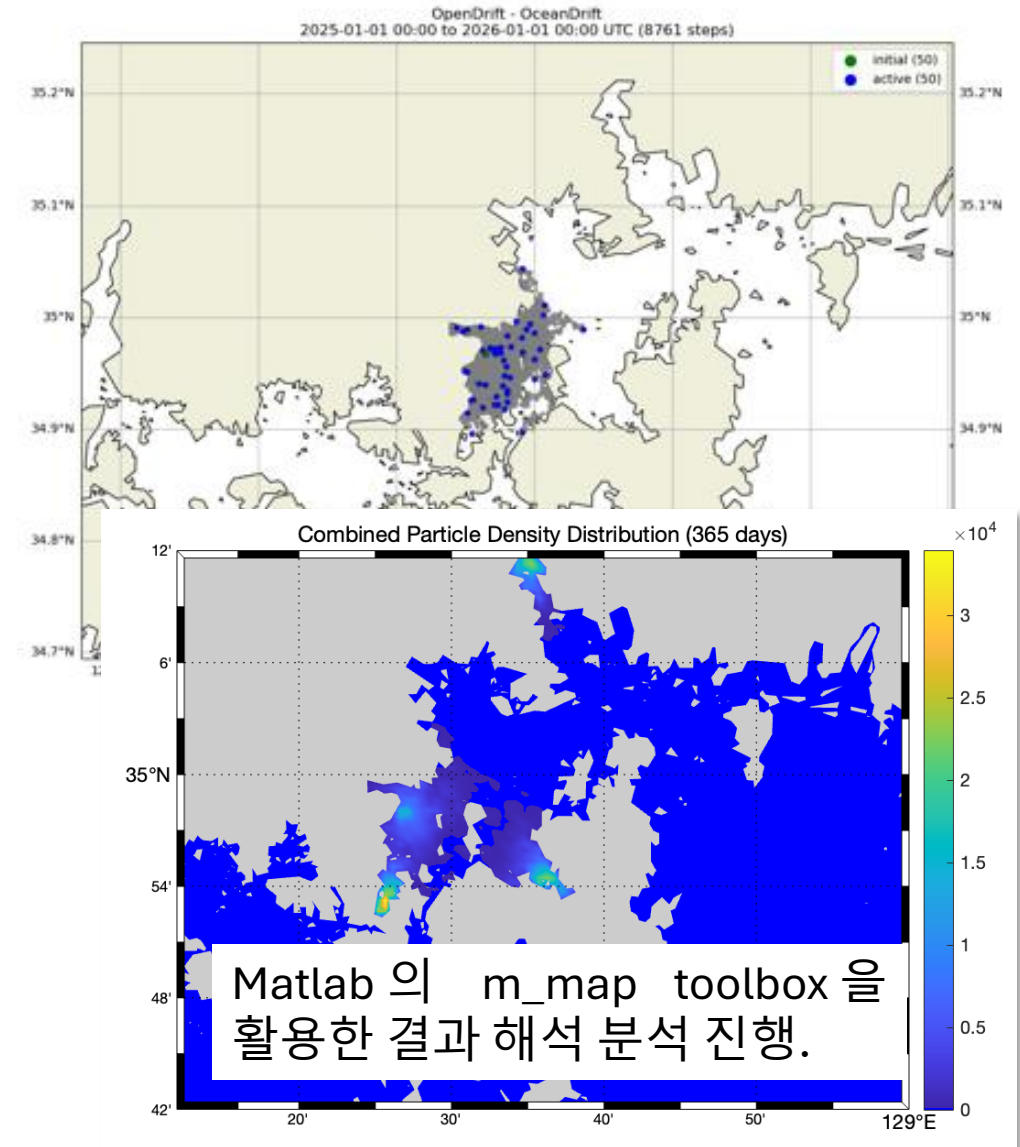 OpenDrift - OceanDrift
2025-01-01 00:00 to 2026-01-01 00:00 UTC (8761 steps)
initial (50)
active (50)
35.2°N
35.2°N
35.1°N
35.1°N
35°N
35°N
34.9°N
34.9°N
34.8°N
34.7°N
Combined Particle Density Distribution (365 days)
×10⁴
12'
6'
35°N
54'
48'
42'
20'
30'
40'
50'
129°E
3
2.5
2
1.5
1
0.5
0
Matlab 의 m_map toolbox 을
활용한 결과 해석 분석 진행.